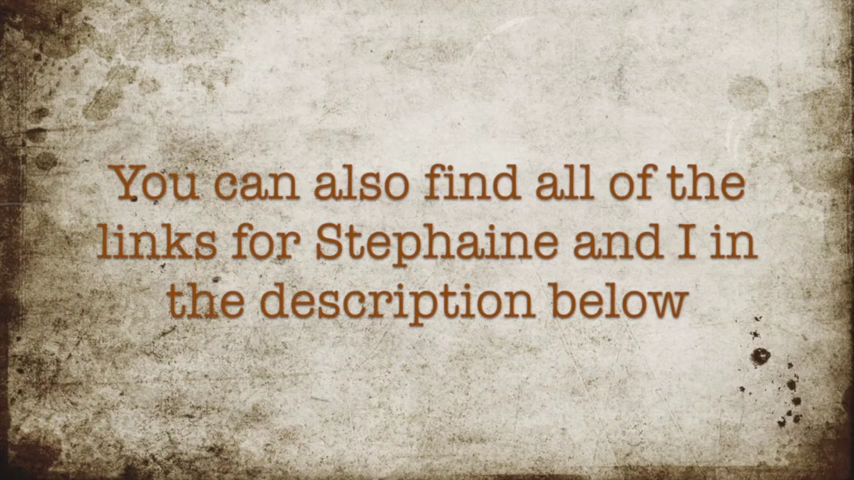 You can also find all of the
links for Stephaine and I in
the description below